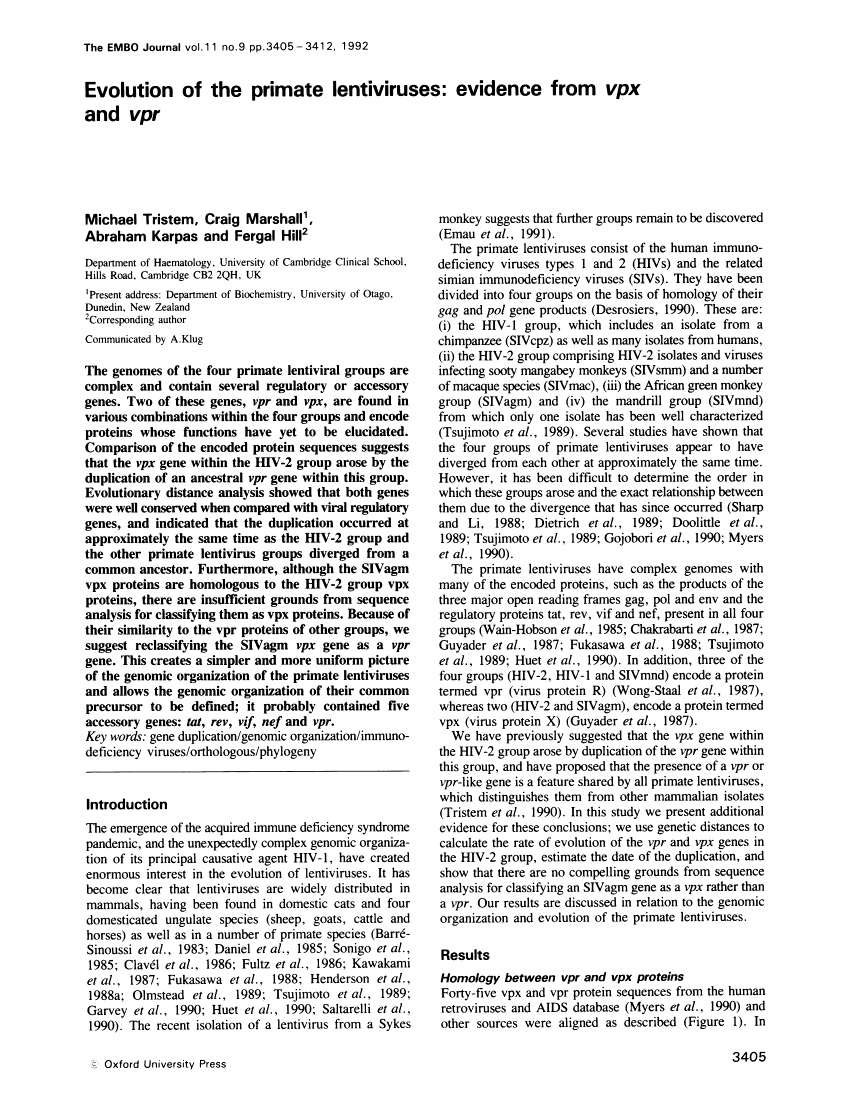 The EMBO Journal vol.11 no.9 pp.3405–3412, 1992
Evolution of the primate lentiviruses: evidence from vpx
and vpr
Michael Tristem, Craig Marshall¹,
Abraham Karpas and Fergal Hill²
Department of Haematology, University of Cambridge Clinical School,
Hills Road, Cambridge CB2 2QH, UK
¹Present address: Department of Biochemistry, University of Otago,
Dunedin, New Zealand
²Corresponding author
Communicated by A.Klug
The genomes of the four primate lentiviral groups are
complex and contain several regulatory or accessory
genes. Two of these genes, vpr and vpx, are found in
various combinations within the four groups and encode
proteins whose functions have yet to be elucidated.
Comparison of the encoded protein sequences suggests
that the vpx gene within the HIV-2 group arose by the
duplication of an ancestral vpr gene within this group.
Evolutionary distance analysis showed that both genes
were well conserved when compared with viral regulatory
genes, and indicated that the duplication occurred at
approximately the same time as the HIV-2 group and
the other primate lentivirus groups diverged from a
common ancestor. Furthermore, although the SIVagm
vpx proteins are homologous to the HIV-2 group vpx
proteins, there are insufficient grounds from sequence
analysis for classifying them as vpx proteins. Because of
their similarity to the vpr proteins of other groups, we
suggest reclassifying the SIVagm vpx gene as a vpr
gene. This creates a simpler and more uniform picture
of the genomic organization of the primate lentiviruses
and allows the genomic organization of their common
precursor to be defined; it probably contained five
accessory genes: tat, rev, vif, nef and vpr.
Key words: gene duplication/genomic organization/immuno-
deficiency viruses/orthologous/phylogeny
Introduction
The emergence of the acquired immune deficiency syndrome
pandemic, and the unexpectedly complex genomic organiza-
tion of its principal causative agent HIV-1, have created
enormous interest in the evolution of lentiviruses. It has
become clear that lentiviruses are widely distributed in
mammals, having been found in domestic cats and four
domesticated ungulate species (sheep, goats, cattle and
horses) as well as in a number of primate species (Barré-
Sinoussi et al., 1983; Daniel et al., 1985; Sonigo et al.,
1985; Clavél et al., 1986; Fultz et al., 1986; Kawakami
et al., 1987; Fukasawa et al., 1988; Henderson et al.,
1988a; Olmstead et al., 1989; Tsujimoto et al., 1989;
Garvey et al., 1990; Huet et al., 1990; Saltarelli et al.,
1990). The recent isolation of a lentivirus from a Sykes
monkey suggests that further groups remain to be discovered
(Emau et al., 1991).
The primate lentiviruses consist of the human immuno-
deficiency viruses types 1 and 2 (HIVs) and the related
simian immunodeficiency viruses (SIVs). They have been
divided into four groups on the basis of homology of their
gag and pol gene products (Desrosiers, 1990). These are:
(i) the HIV-1 group, which includes an isolate from a
chimpanzee (SIVcpz) as well as many isolates from humans,
(ii) the HIV-2 group comprising HIV-2 isolates and viruses
infecting sooty mangabey monkeys (SIVsmm) and a number
of macaque species (SIVmac), (iii) the African green monkey
group (SIVagm) and (iv) the mandrill group (SIVmnd)
from which only one isolate has been well characterized
(Tsujimoto et al., 1989). Several studies have shown that
the four groups of primate lentiviruses appear to have
diverged from each other at approximately the same time.
However, it has been difficult to determine the order in
which these groups arose and the exact relationship between
them due to the divergence that has since occurred (Sharp
and Li, 1988; Dietrich et al., 1989; Doolittle et al.,
1989; Tsujimoto et al., 1989; Gojobori et al., 1990; Myers
et al., 1990).
The primate lentiviruses have complex genomes with
many of the encoded proteins, such as the products of the
three major open reading frames gag, pol and env and the
regulatory proteins tat, rev, vif and nef, present in all four
groups (Wain-Hobson et al., 1985; Chakrabarti et al., 1987;
Guyader et al., 1987; Fukasawa et al., 1988; Tsujimoto
et al., 1989; Huet et al., 1990). In addition, three of the
four groups (HIV-2, HIV-1 and SIVmnd) encode a protein
termed vpr (virus protein R) (Wong-Staal et al., 1987),
whereas two (HIV-2 and SIVagm), encode a protein termed
vpx (virus protein X) (Guyader et al., 1987).
We have previously suggested that the vpx gene within
the HIV-2 group arose by duplication of the vpr gene within
this group, and have proposed that the presence of a vpr or
vpr-like gene is a feature shared by all primate lentiviruses,
which distinguishes them from other mammalian isolates
(Tristem et al., 1990). In this study we present additional
evidence for these conclusions; we use genetic distances to
calculate the rate of evolution of the vpr and vpx genes in
the HIV-2 group, estimate the date of the duplication, and
show that there are no compelling grounds from sequence
analysis for classifying an SIVagm gene as a vpx rather than
a vpr. Our results are discussed in relation to the genomic
organization and evolution of the primate lentiviruses.
Results
Homology between vpr and vpx proteins
Forty-five vpx and vpr protein sequences from the human
retroviruses and AIDS database (Myers et al., 1990) and
other sources were aligned as described (Figure 1). In
© Oxford University Press
3405